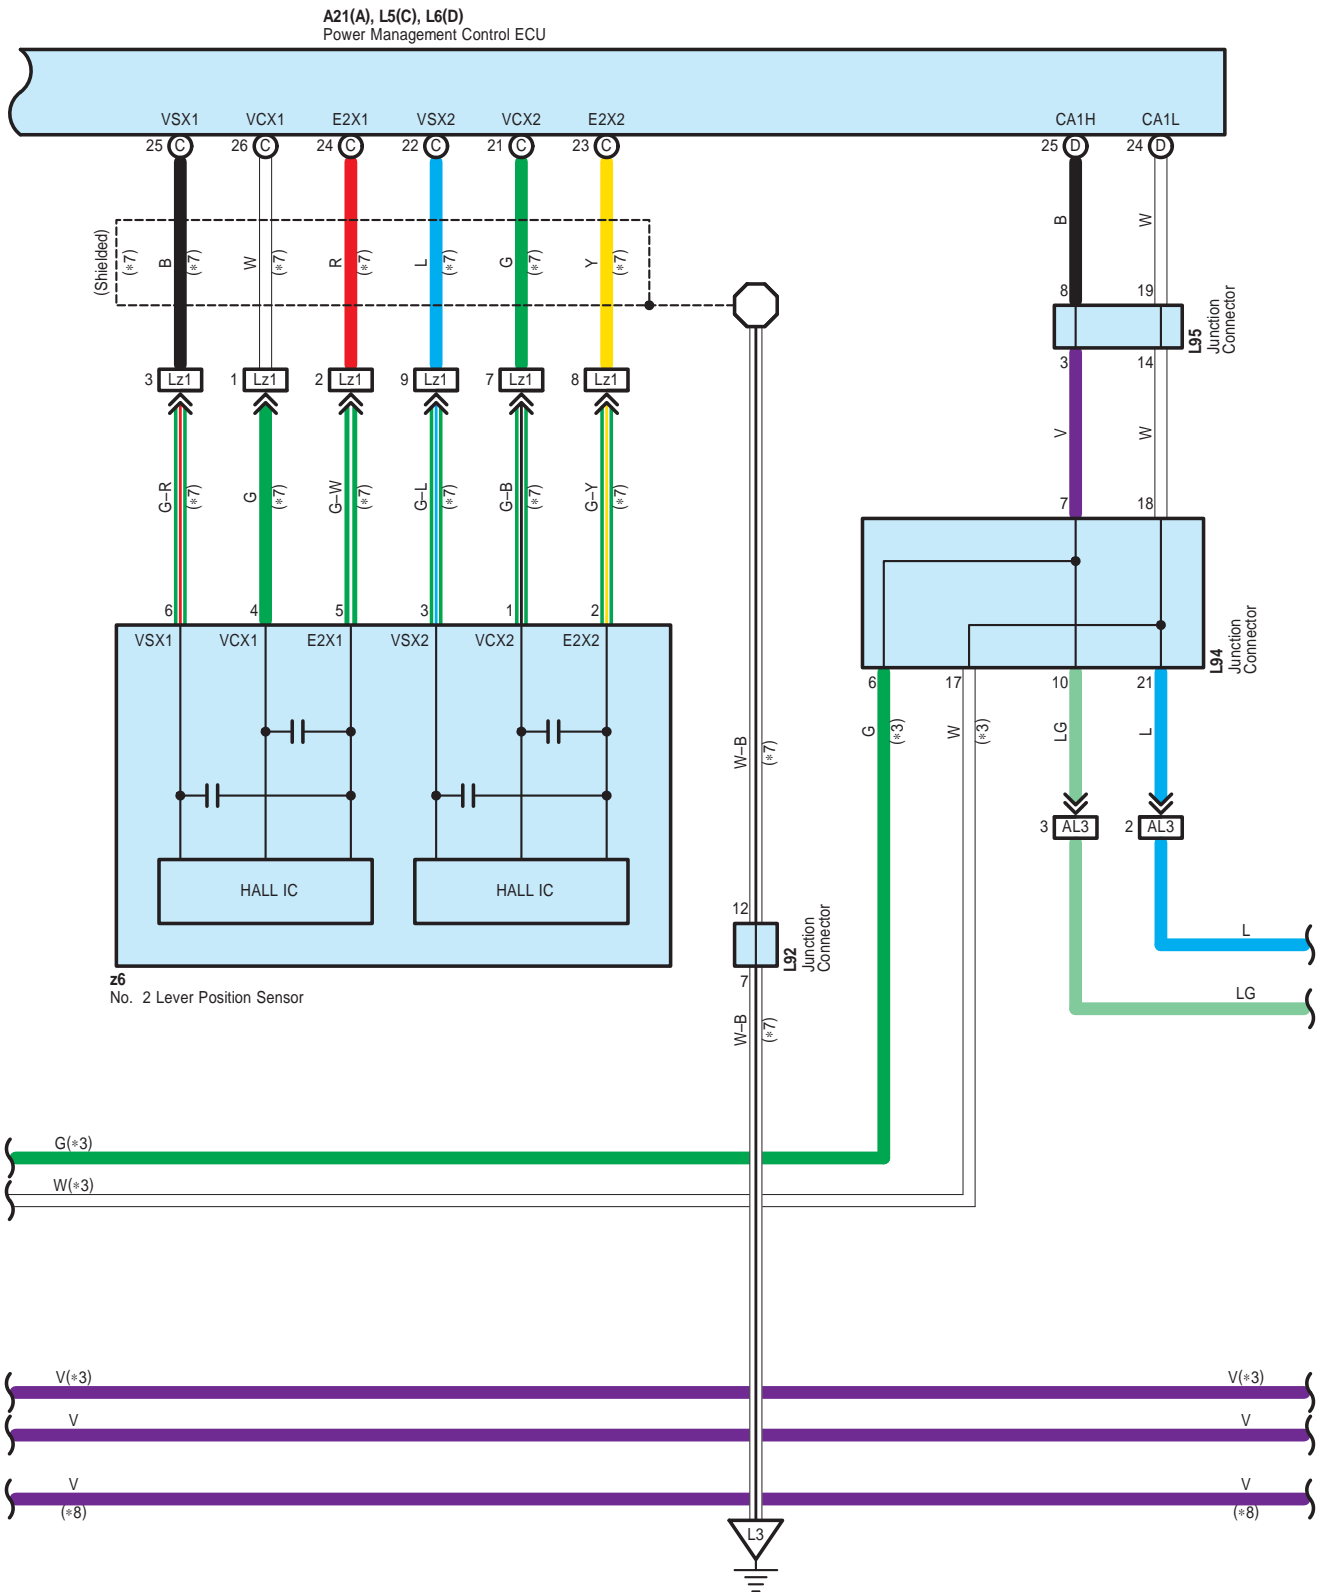 A21(A), L5(C), L6(D)
Power Management Control ECU
VSX1 VCX1 E2X1 VSX2 VCX2 E2X2 CA1H CA1L
25 C 26 C 24 C 22 C 21 C 23 C 25 D 24 D
(Shielded)
(*7)
B (*7) W (*7) R (*7) L (*7) G (*7) Y (*7)
B W
8 19
L95
Junction
Connector
3 14
3 Lz1 1 Lz1 2 Lz1 9 Lz1 7 Lz1 8 Lz1
V W
G–R (*7) G (*7) G–W (*7) G–L (*7) G–B (*7) G–Y (*7)
7 18
6 4 5 3 1 2
VSX1 VCX1 E2X1 VSX2 VCX2 E2X2
L94
Junction
Connector
6 17 10 21
G (*3) W (*3) LG L
W–B (*7)
3 AL3 2 AL3
HALL IC HALL IC
12
L92
Junction
Connector
7
L
z6
No. 2 Lever Position Sensor
LG
W–B (*7)
G(*3)
W(*3)
V(*3) V(*3)
V V
V V
(*8) (*8)
L3